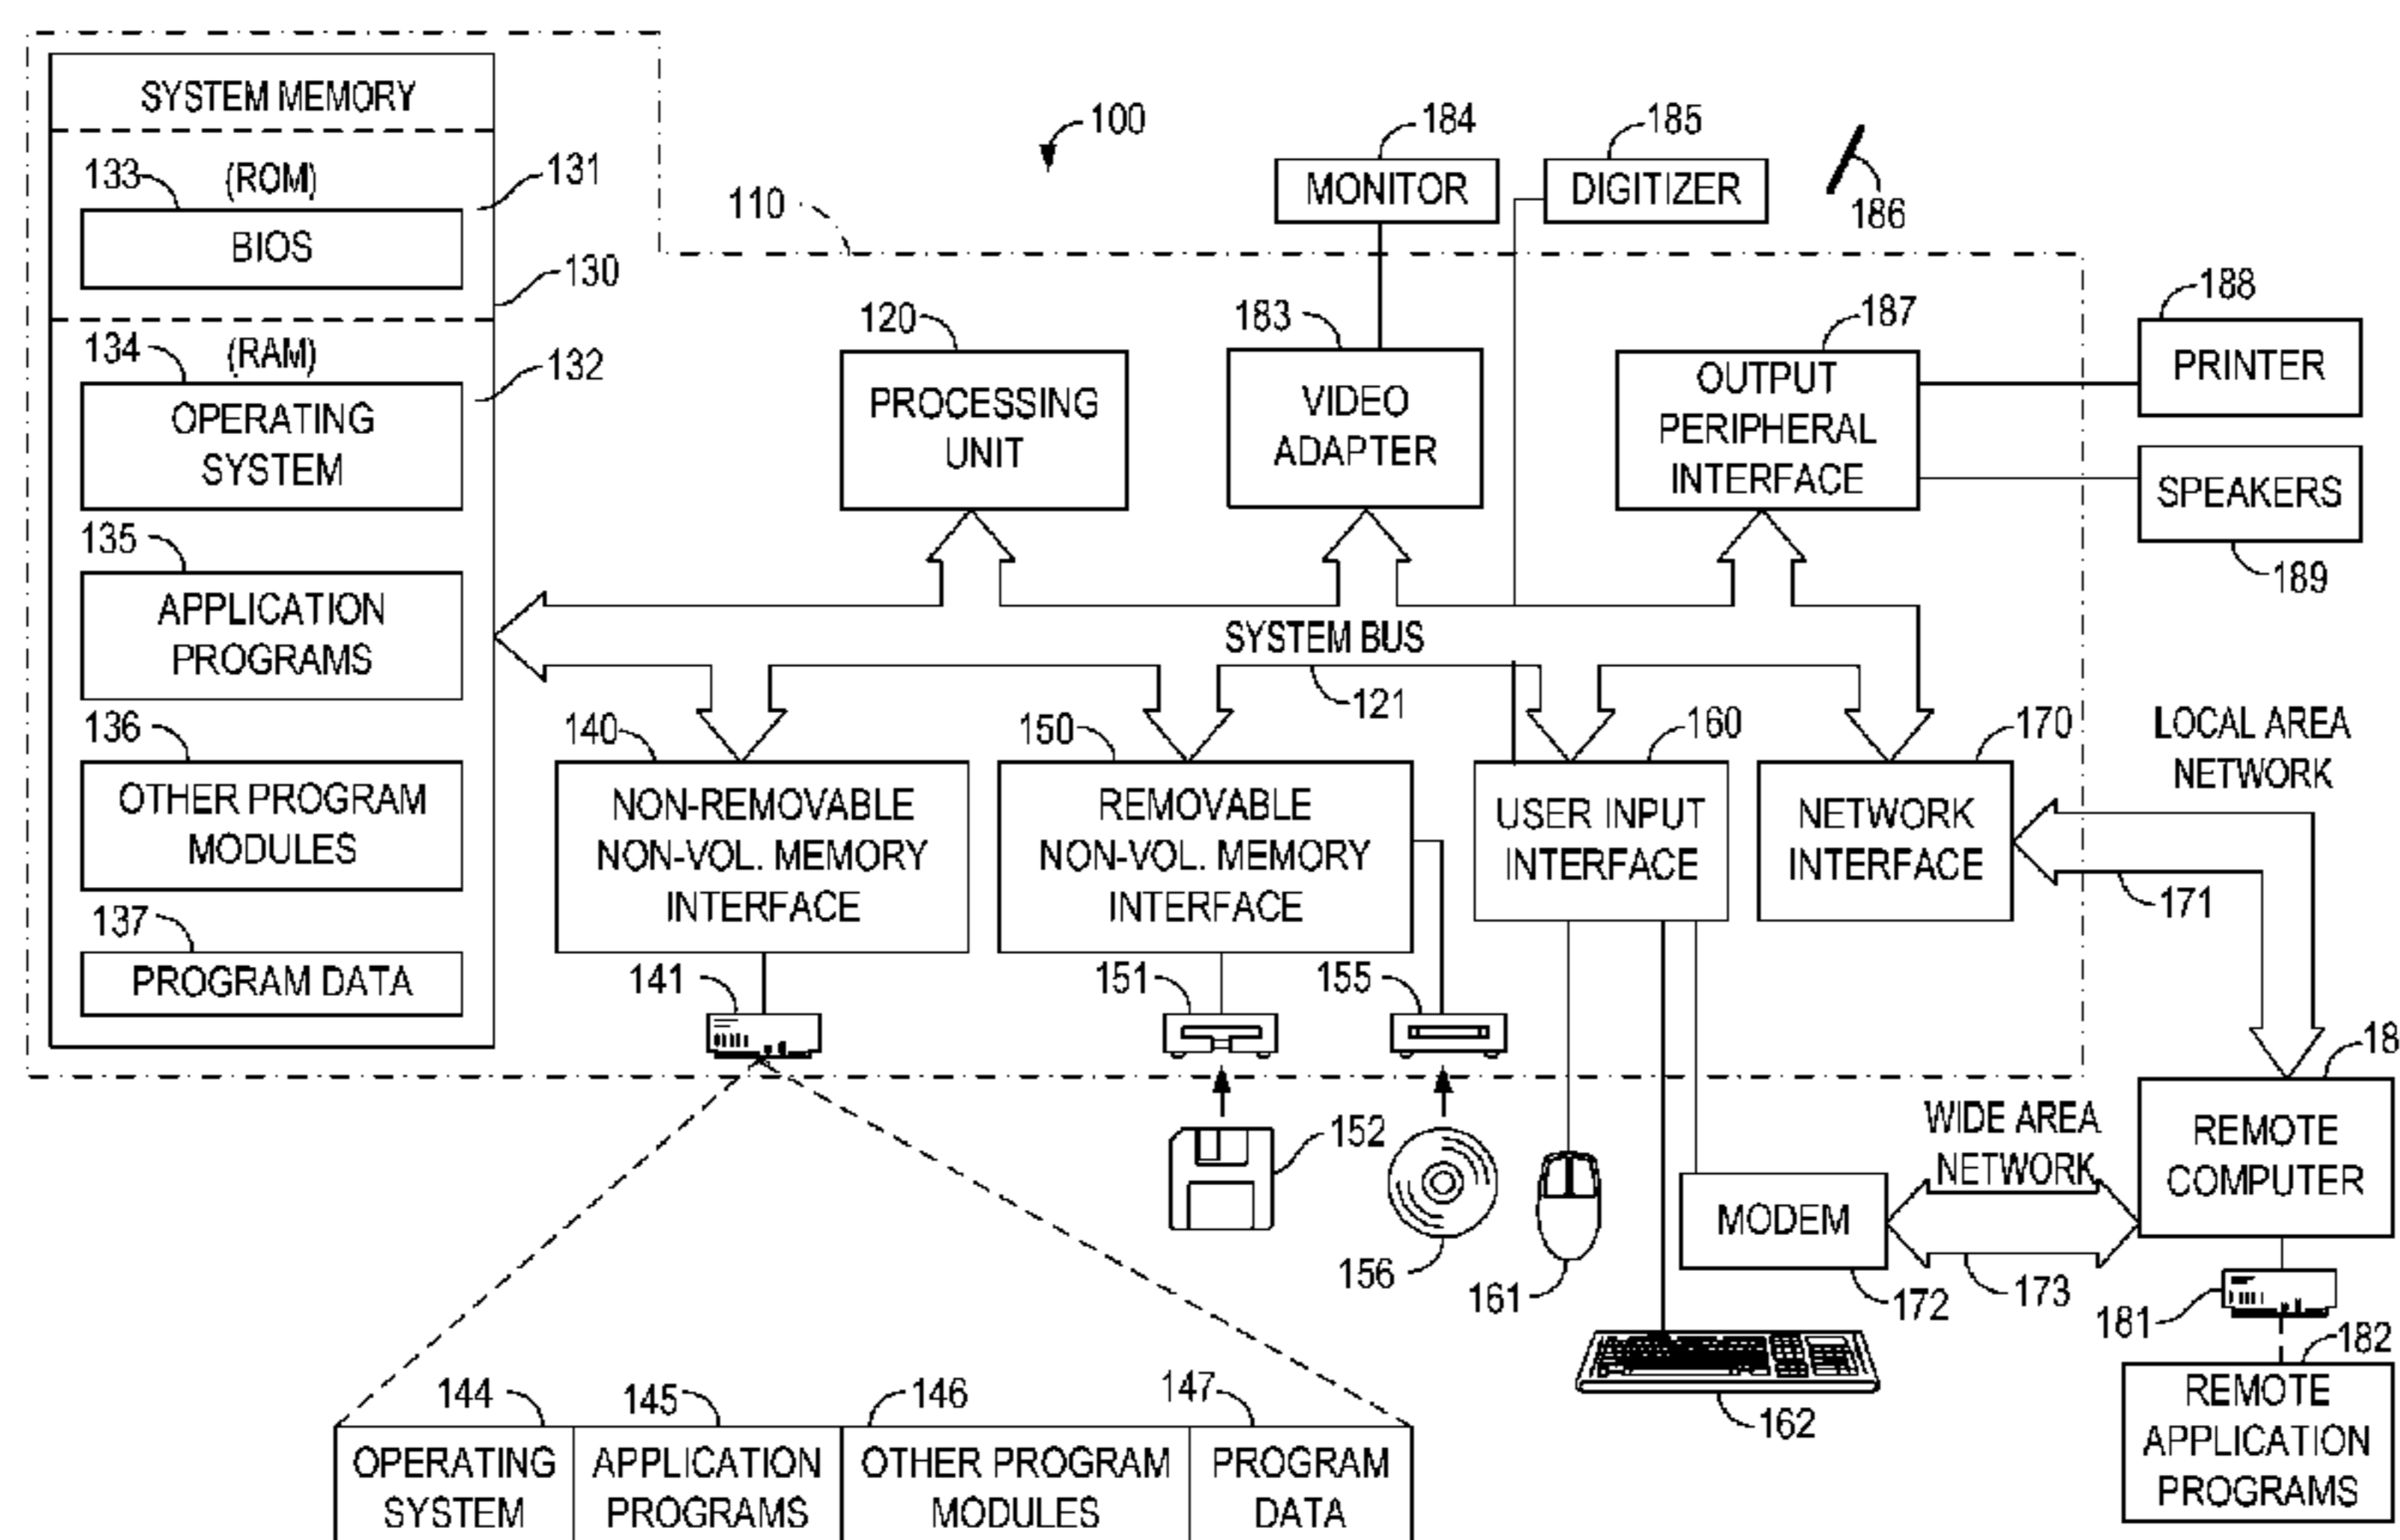 SYSTEM MEMORY
133
(ROM)
131
BIOS
130
134
(RAM)
132
OPERATING
SYSTEM
135
APPLICATION
PROGRAMS
136
OTHER PROGRAM
MODULES
137
PROGRAM DATA
100
110
184
MONITOR
185
DIGITIZER
186
120
PROCESSING
UNIT
183
VIDEO
ADAPTER
187
OUTPUT
PERIPHERAL
INTERFACE
188
PRINTER
SPEAKERS
189
SYSTEM BUS
121
140
NON-REMOVABLE
NON-VOL. MEMORY
INTERFACE
150
REMOVABLE
NON-VOL. MEMORY
INTERFACE
160
USER INPUT
INTERFACE
170
NETWORK
INTERFACE
LOCAL AREA
NETWORK
171
141
151
155
152
156
161
162
MODEM
172
WIDE AREA
NETWORK
173
18
REMOTE
COMPUTER
181
182
REMOTE
APPLICATION
PROGRAMS
144
OPERATING
SYSTEM
145
APPLICATION
PROGRAMS
146
OTHER PROGRAM
MODULES
147
PROGRAM
DATA